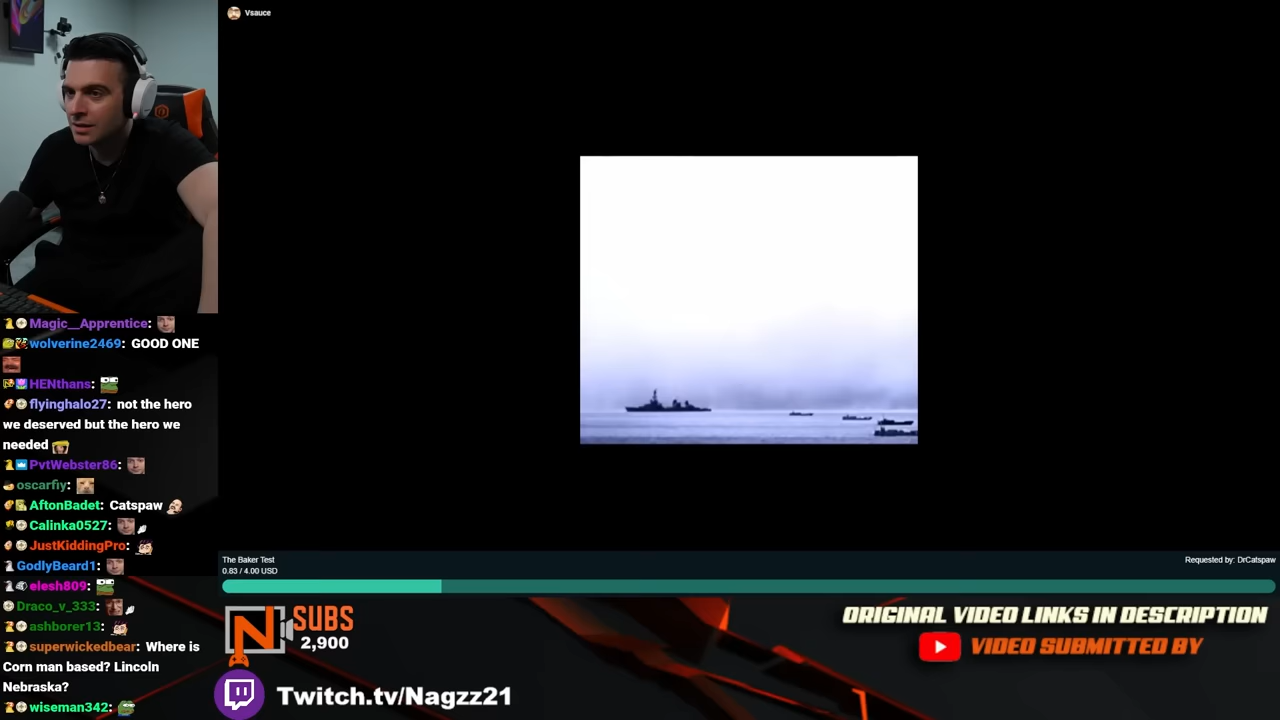 Vsauce
Magic__Apprentice:
wolverine2469: GOOD ONE
HENthans:
flyinghalo27: not the hero
we deserved but the hero we
needed
PvtWebster86:
oscarfiy:
AftonBadet: Catspaw
Calinka0527:
JustKiddingPro:
GodlyBeard1:
elesh809:
Draco_v_333:
ashborer13:
superwickedbear: Where is
Corn man based? Lincoln
Nebraska?
wiseman342:
The Baker Test
0.83 / 4.00 USD
Requested by: DrCatspaw
N SUBS
2,900
Twitch.tv/Nagzz21
ORIGINAL VIDEO LINKS IN DESCRIPTION
VIDEO SUBMITTED BY